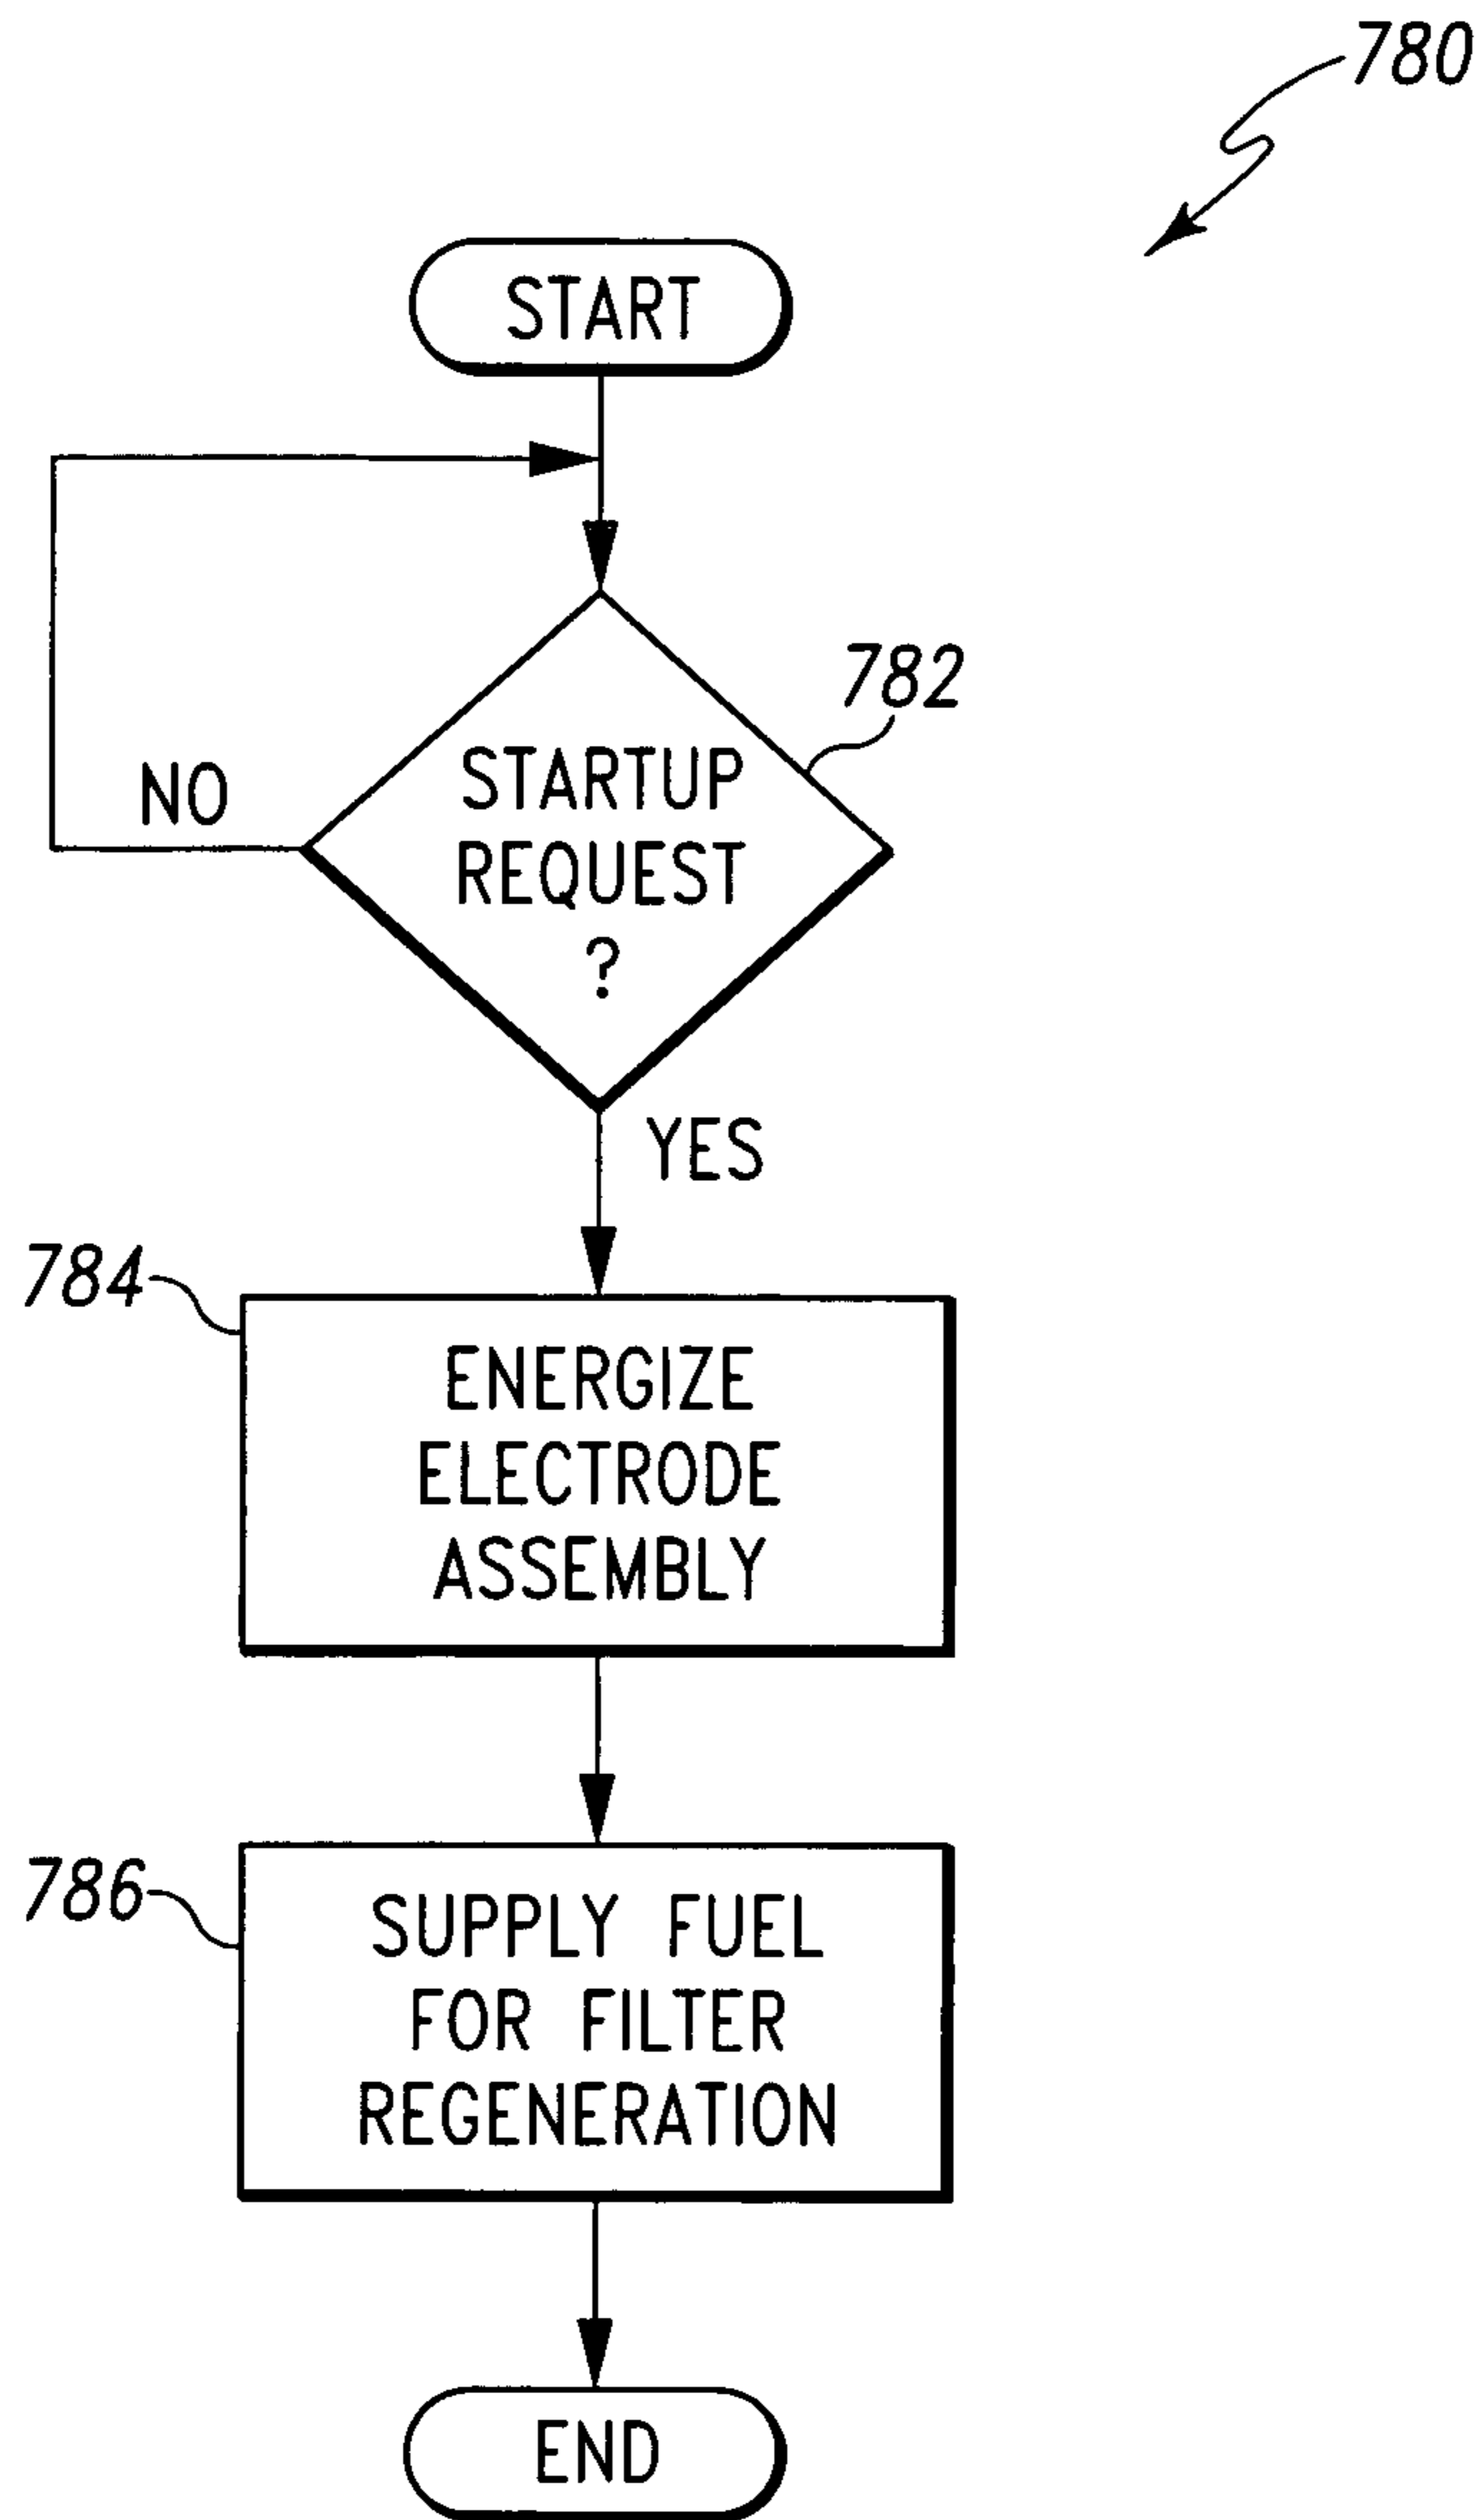 780
START
782
STARTUP
REQUEST
?
NO
YES
784
ENERGIZE
ELECTRODE
ASSEMBLY
786
SUPPLY FUEL
FOR FILTER
REGENERATION
END